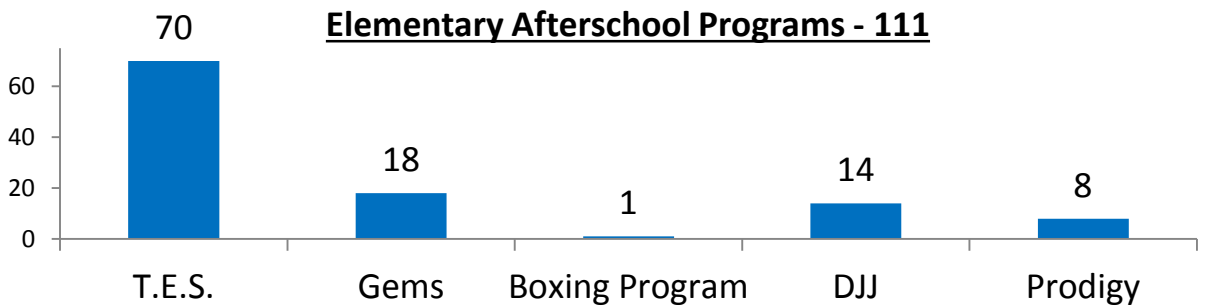 Elementary Afterschool Programs - 111
70
18
1
14
8
60
40
20
0
T.E.S.
Gems
Boxing Program
DJJ
Prodigy